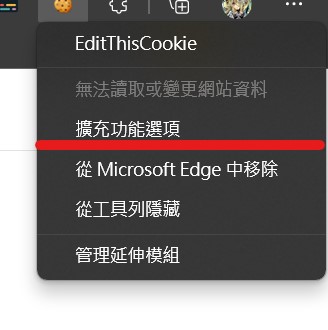 EditThisCookie
無法讀取或變更網站資料
擴充功能選項
從 Microsoft Edge 中移除
從工具列隱藏
管理延伸模組